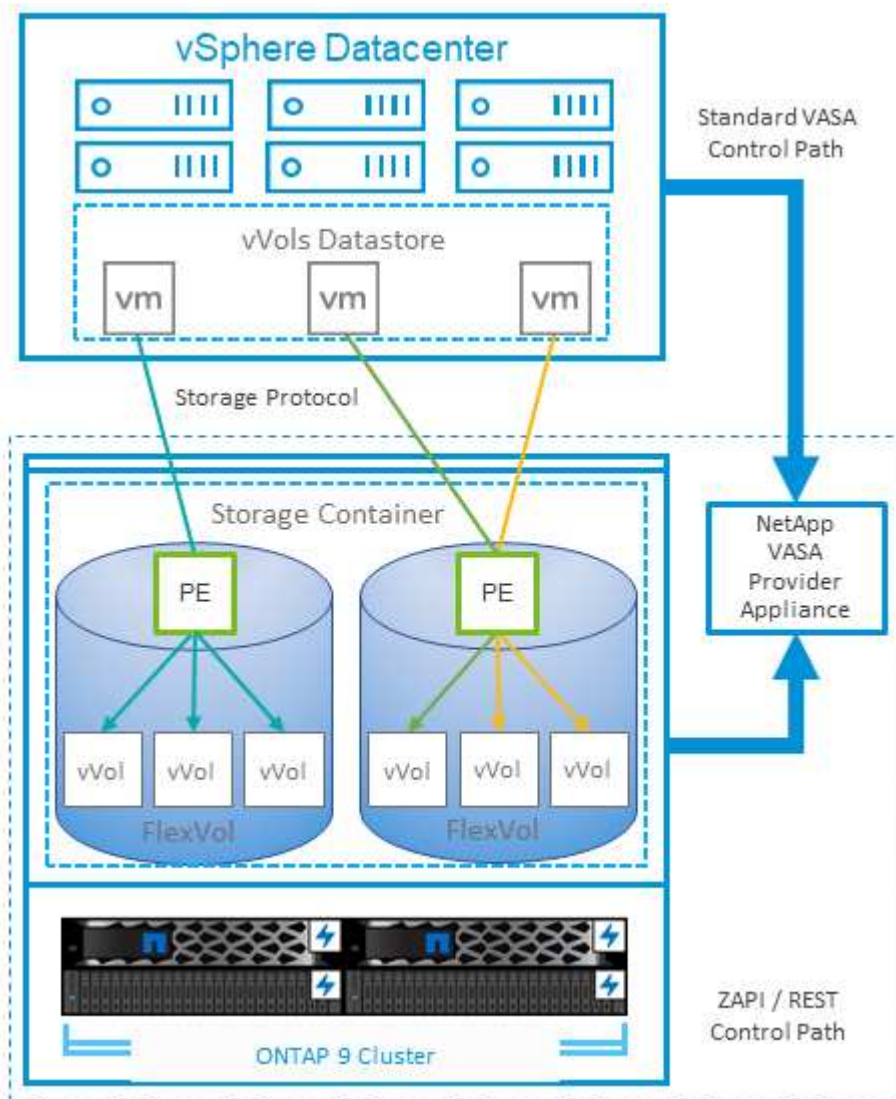 vSphere Datacenter
Standard VASA
Control Path
vVols Datastore
vm
vm
vm
Storage Protocol
Storage Container
NetApp
VASA
Provider
Appliance
PE
PE
vVol
vVol
vVol
vVol
vVol
vVol
FlexVol
FlexVol
ZAPI / REST
Control Path
ONTAP 9 Cluster